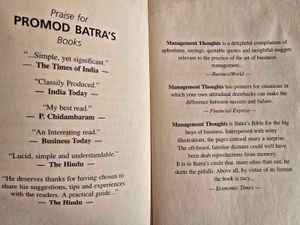 Praise for
PROMOD BATRA'S
Books
"...Simple, yet significant."
— The Times of India —
"Classily Produced."
— India Today —
"My best read."
— P. Chidambaram —
"An Interesting read."
— Business Today —
"Lucid, simple and understandable."
— The Hindu —
"He deserves thanks for having chosen to
share his suggestions, tips and experiences
with the readers. A practical guide..."
— The Hindu —
Management Thoughts is a delightful compilation of
aphorisms, saying, quotable quotes and insightful nuggets
relevant to the practice of the art of business
management...
— BusinessWorld —
Management Thoughts has pointers for situations in
which your own attitudinal drawbacks can make the
difference between success and failure.
— Financial Express —
Management Thoughts is Batra's Bible for the big
boys of business. Interspersed with witty
illustrations, the pages conceal many a surprise.
The oft-heard, familiar dictums could well have
been drab reproductions from memory.
It is to Batra's credit that, more often than not, he
skirts the pitfalls. Above all, by virtue of its format
the book is racy...
— Economic Times —